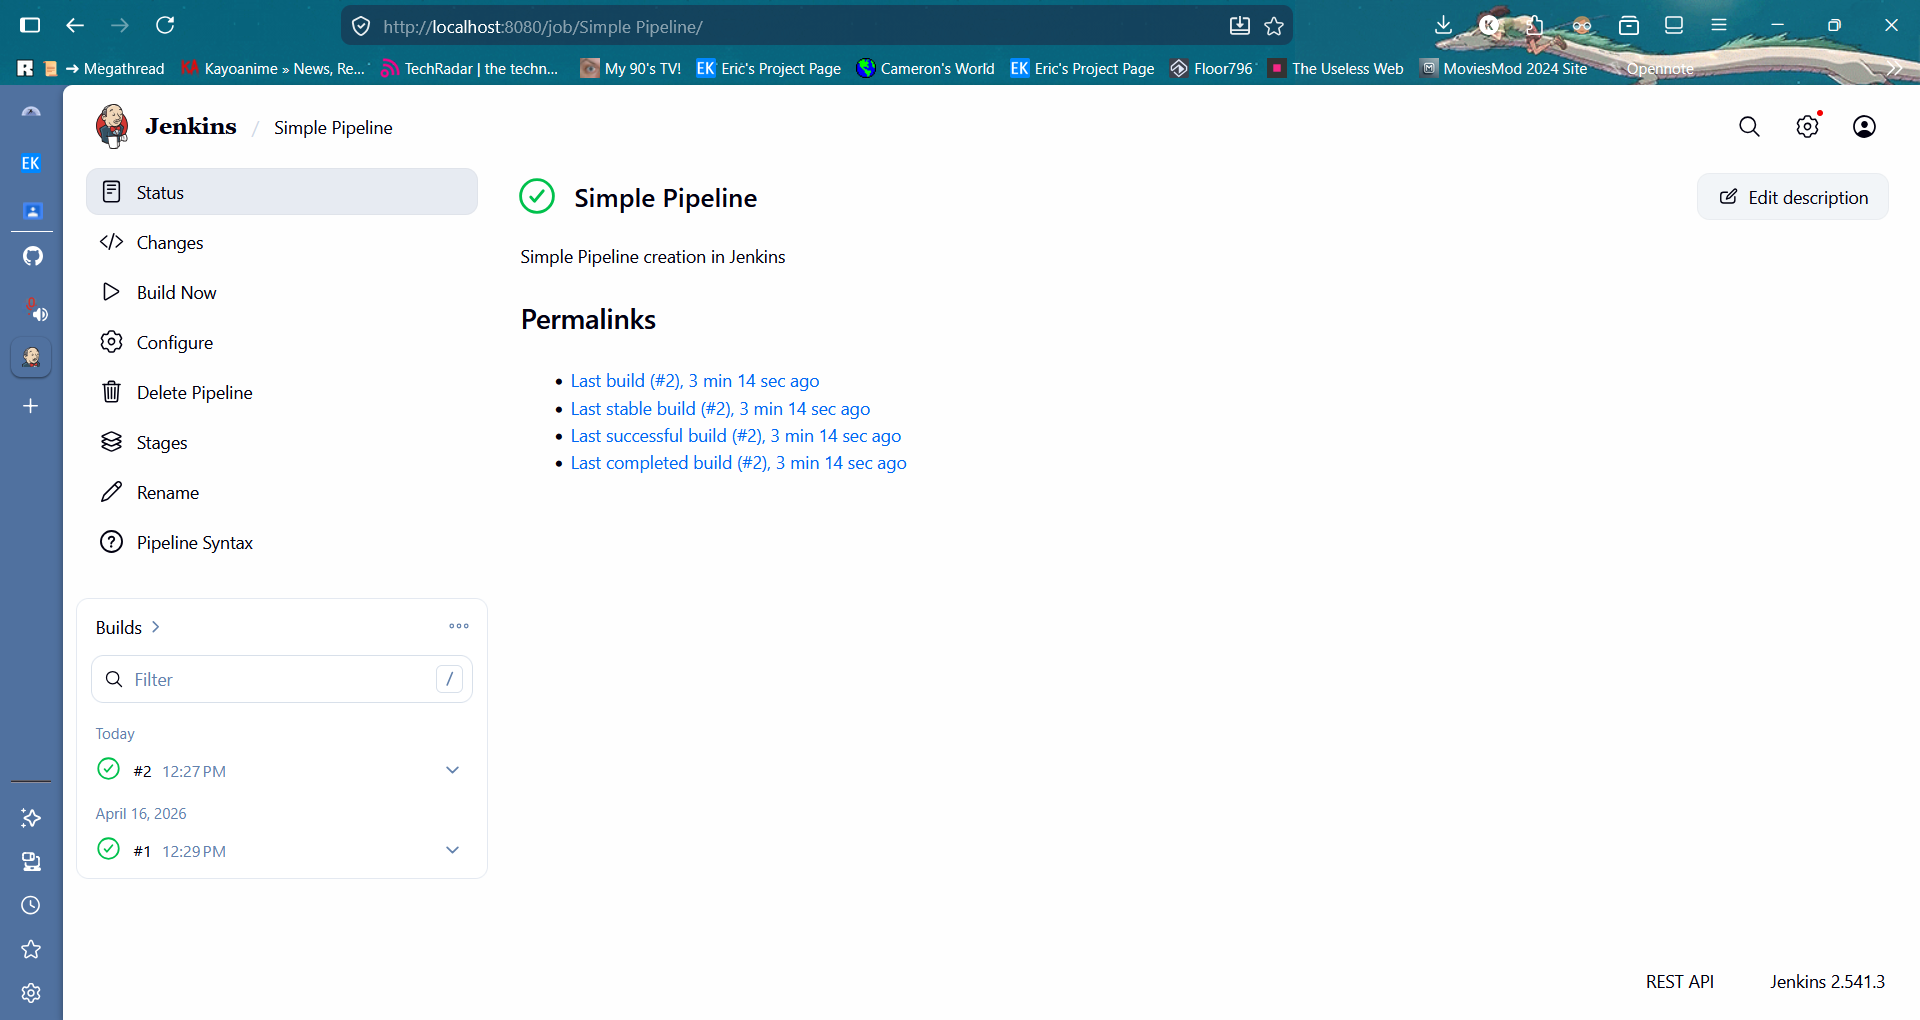 http://localhost:8080/job/Simple Pipeline/
K
R → Megathread KA Kayoanime » News, Re... TechRadar | the techn... My 90's TV! EK Eric's Project Page Cameron's World EK Eric's Project Page Floor796 The Useless Web M MoviesMod 2024 Site Opennote
EK
Jenkins / Simple Pipeline
Status
Changes
Build Now
Configure
Delete Pipeline
Stages
Rename
Pipeline Syntax
Builds
Filter /
Today
#2 12:27 PM
April 16, 2026
#1 12:29 PM
Simple Pipeline
Edit description
Simple Pipeline creation in Jenkins
Permalinks
• Last build (#2), 3 min 14 sec ago
• Last stable build (#2), 3 min 14 sec ago
• Last successful build (#2), 3 min 14 sec ago
• Last completed build (#2), 3 min 14 sec ago
REST API Jenkins 2.541.3